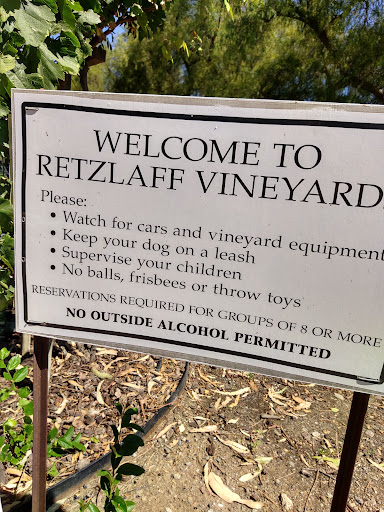 WELCOME TO
RETZLAFF VINEYARD
Please:
• Watch for cars and vineyard equipment
• Keep your dog on a leash
• Supervise your children
• No balls, frisbees or throw toys
RESERVATIONS REQUIRED FOR GROUPS OF 8 OR MORE
NO OUTSIDE ALCOHOL PERMITTED